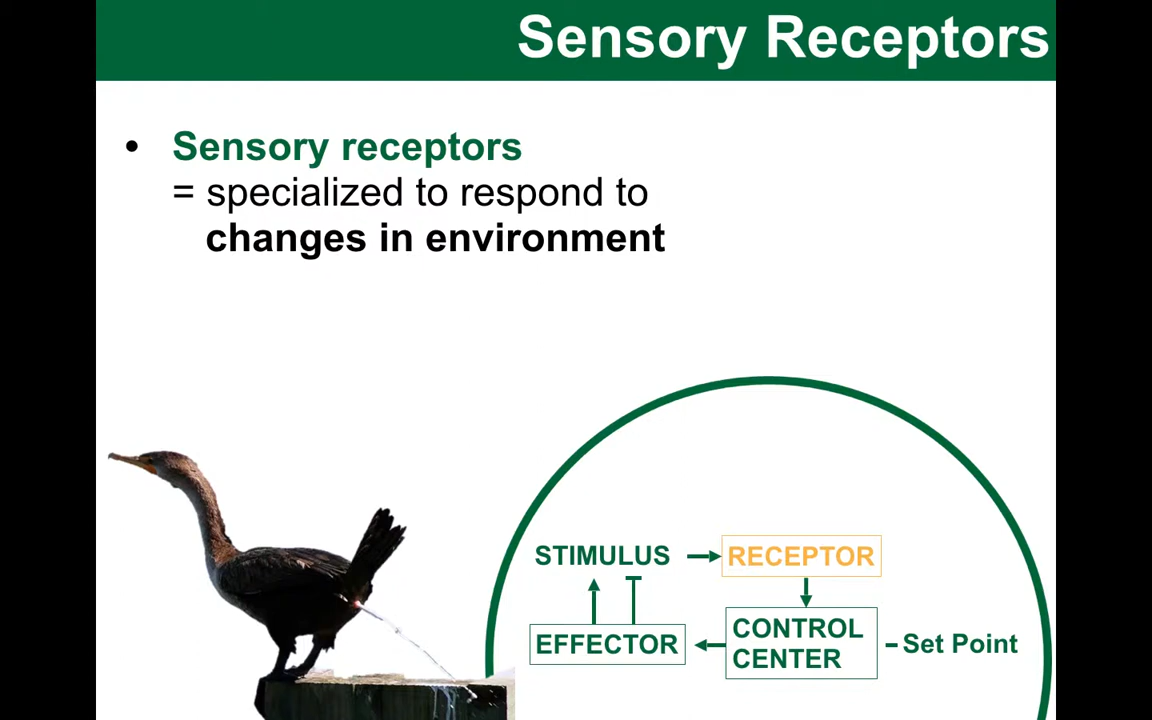 Sensory Receptors
• Sensory receptors
= specialized to respond to
changes in environment
STIMULUS
RECEPTOR
EFFECTOR
CONTROL
CENTER
Set Point